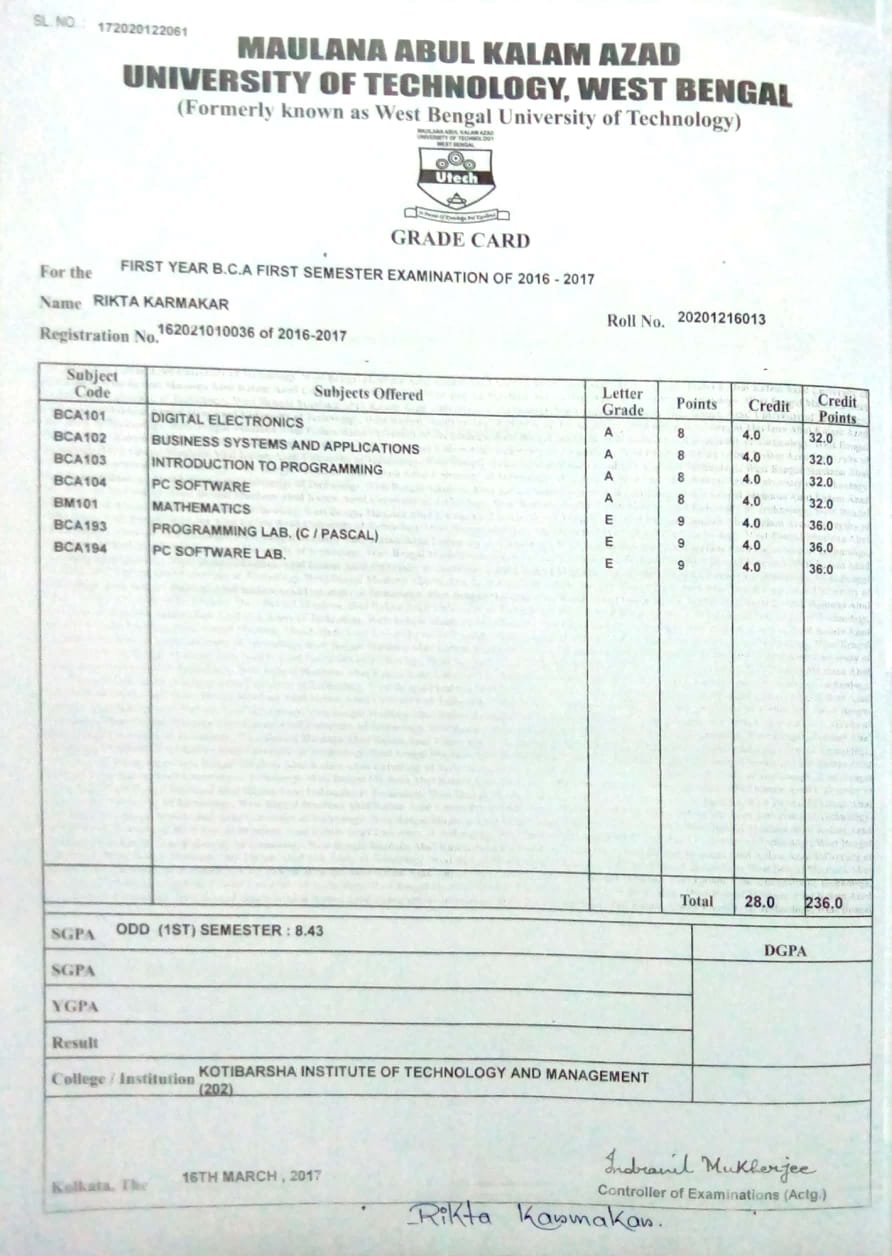 SL. NO. : 172020122061
MAULANA ABUL KALAM AZAD
UNIVERSITY OF TECHNOLOGY, WEST BENGAL
(Formerly known as West Bengal University of Technology)
MAULANA ABUL KALAM AZAD
UNIVERSITY OF TECHNOLOGY
WEST BENGAL
Utech
In Pursuit of Knowledge And Excellence
GRADE CARD
For the FIRST YEAR B.C.A FIRST SEMESTER EXAMINATION OF 2016 - 2017
Name RIKTA KARMAKAR
Roll No. 20201216013
Registration No. 162021010036 of 2016-2017
Subject Code Subjects Offered Letter Grade Points Credit Credit Points
BCA101 DIGITAL ELECTRONICS A 8 4.0 32.0
BCA102 BUSINESS SYSTEMS AND APPLICATIONS A 8 4.0 32.0
BCA103 INTRODUCTION TO PROGRAMMING A 8 4.0 32.0
BCA104 PC SOFTWARE A 8 4.0 32.0
BM101 MATHEMATICS E 9 4.0 36.0
BCA193 PROGRAMMING LAB. (C / PASCAL) E 9 4.0 36.0
BCA194 PC SOFTWARE LAB. E 9 4.0 36.0
Total 28.0 236.0
SGPA ODD (1ST) SEMESTER : 8.43
DGPA
SGPA
YGPA
Result
College / Institution KOTIBARSHA INSTITUTE OF TECHNOLOGY AND MANAGEMENT
(202)
Kolkata, The 16TH MARCH , 2017
Indranil Mukherjee
Controller of Examinations (Actg.)
Rikta Karmakar.